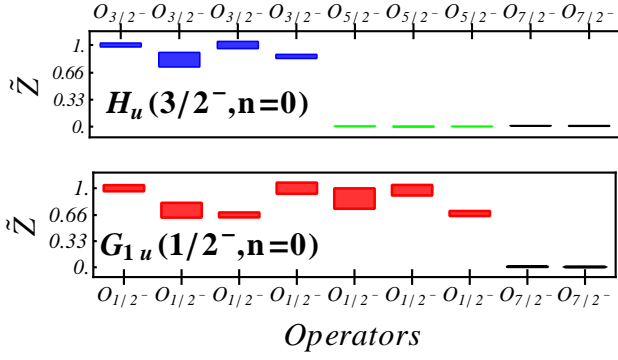 O3/2⁻ O3/2⁻ O3/2⁻ O3/2⁻ O5/2⁻ O5/2⁻ O5/2⁻ O7/2⁻ O7/2⁻
1.
0.66
0.33
0.
Z̃
Hu(3/2⁻,n=0)
1.
0.66
0.33
0.
Z̃
G1u(1/2⁻,n=0)
O1/2⁻ O1/2⁻ O1/2⁻ O1/2⁻ O1/2⁻ O1/2⁻ O1/2⁻ O7/2⁻ O7/2⁻
Operators